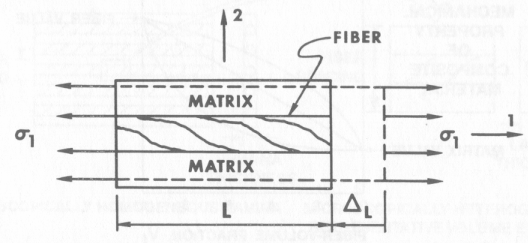 2
FIBER
MATRIX
σ1
σ1
1
MATRIX
L
ΔL